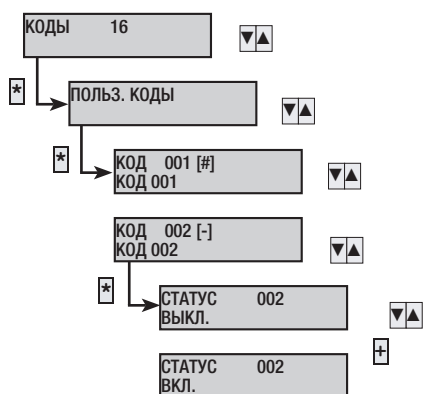 КОДЫ 16
▼▲
*
ПОЛЬЗ. КОДЫ
▼▲
*
КОД 001 [#]
КОД 001
▼▲
КОД 002 [-]
КОД 002
▼▲
*
СТАТУС 002
ВЫКЛ.
▼▲
+
СТАТУС 002
ВКЛ.